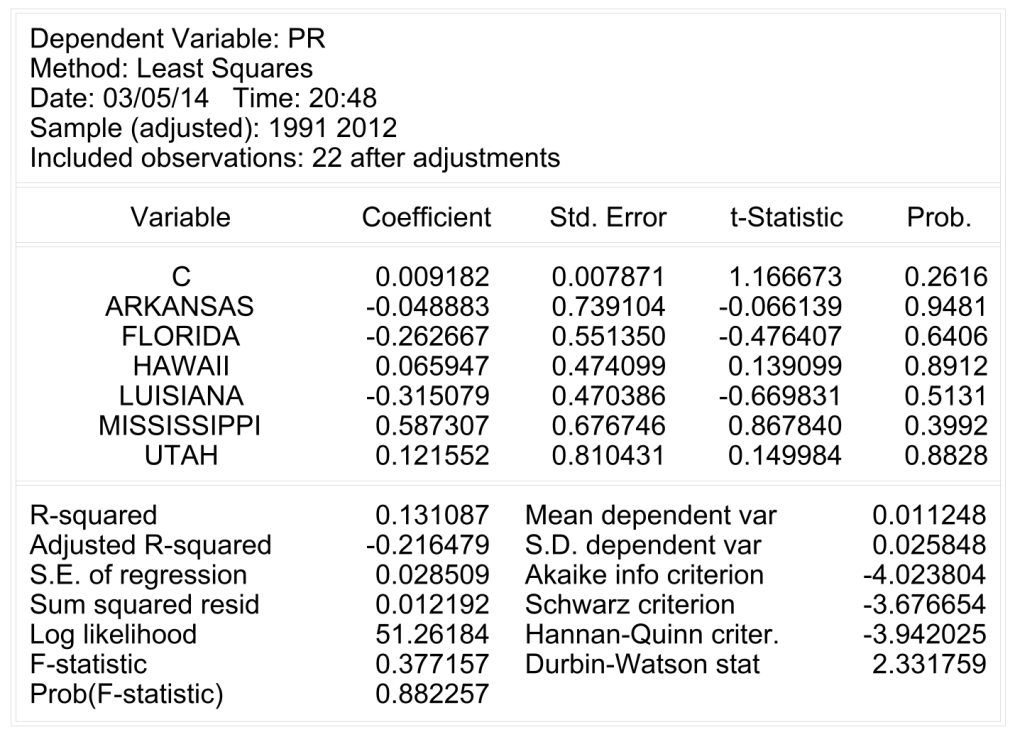 Dependent Variable: PR
Method: Least Squares
Date: 03/05/14 Time: 20:48
Sample (adjusted): 1991 2012
Included observations: 22 after adjustments
Variable Coefficient Std. Error t-Statistic Prob.
C 0.009182 0.007871 1.166673 0.2616
ARKANSAS -0.048883 0.739104 -0.066139 0.9481
FLORIDA -0.262667 0.551350 -0.476407 0.6406
HAWAII 0.065947 0.474099 0.139099 0.8912
LUISIANA -0.315079 0.470386 -0.669831 0.5131
MISSISSIPPI 0.587307 0.676746 0.867840 0.3992
UTAH 0.121552 0.810431 0.149984 0.8828
R-squared 0.131087 Mean dependent var 0.011248
Adjusted R-squared -0.216479 S.D. dependent var 0.025848
S.E. of regression 0.028509 Akaike info criterion -4.023804
Sum squared resid 0.012192 Schwarz criterion -3.676654
Log likelihood 51.26184 Hannan-Quinn criter. -3.942025
F-statistic 0.377157 Durbin-Watson stat 2.331759
Prob(F-statistic) 0.882257